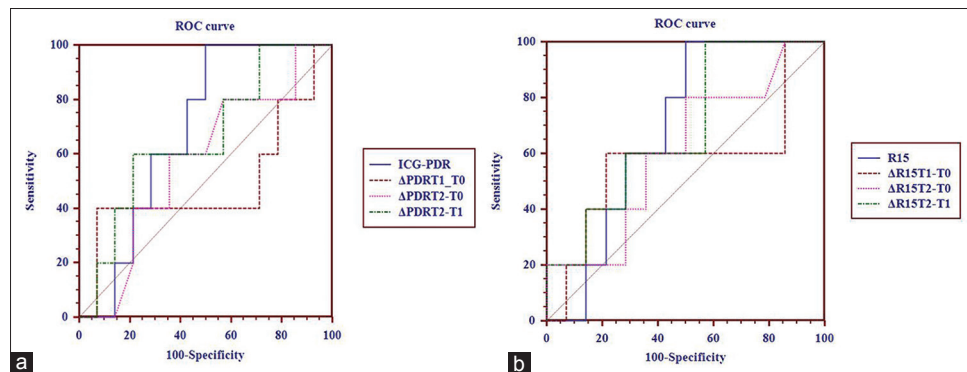 ROC curve
100
80
60
40
20
0
Sensitivity
0 20 40 60 80 100
100-Specificity
ICG-PDR
ΔPDRT1_T0
ΔPDRT2-T0
ΔPDRT2-T1
a
ROC curve
100
80
60
40
20
0
Sensitivity
0 20 40 60 80 100
100-Specificity
R15
ΔR15T1-T0
ΔR15T2-T0
ΔR15T2-T1
b